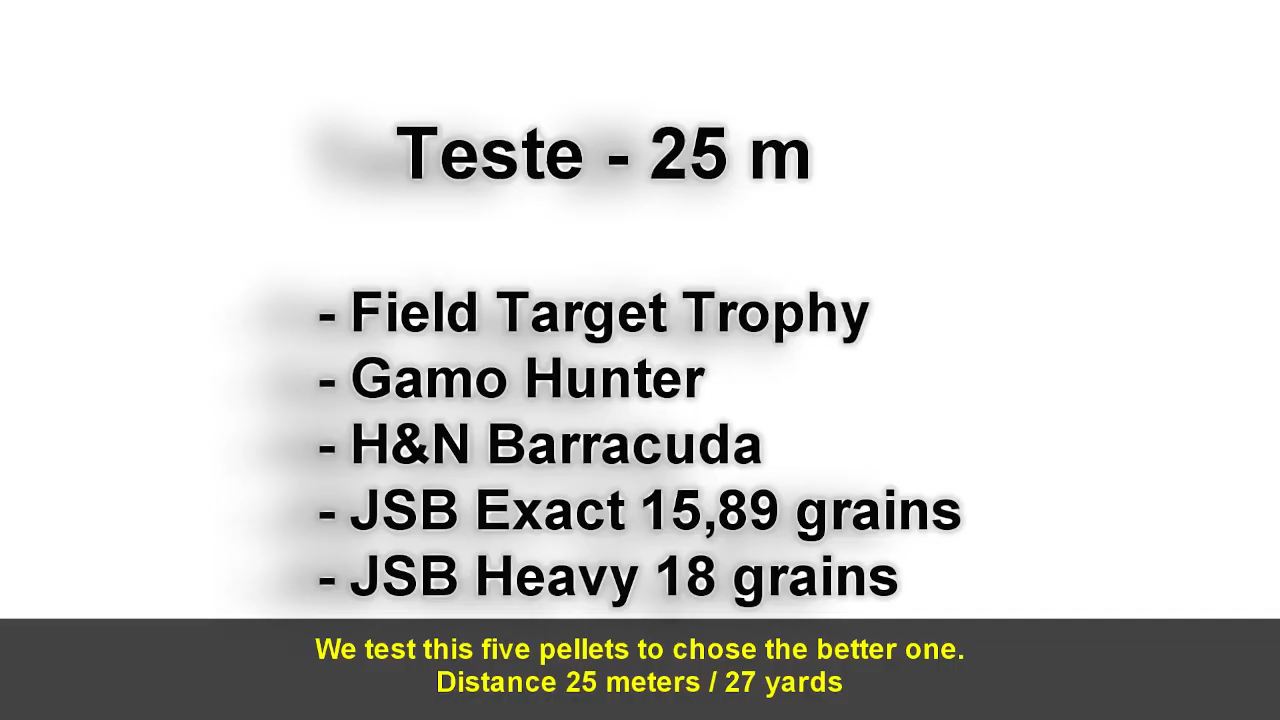 Teste - 25 m
- Field Target Trophy
- Gamo Hunter
- H&N Barracuda
- JSB Exact 15,89 grains
- JSB Heavy 18 grains
We test this five pellets to chose the better one.
Distance 25 meters / 27 yards